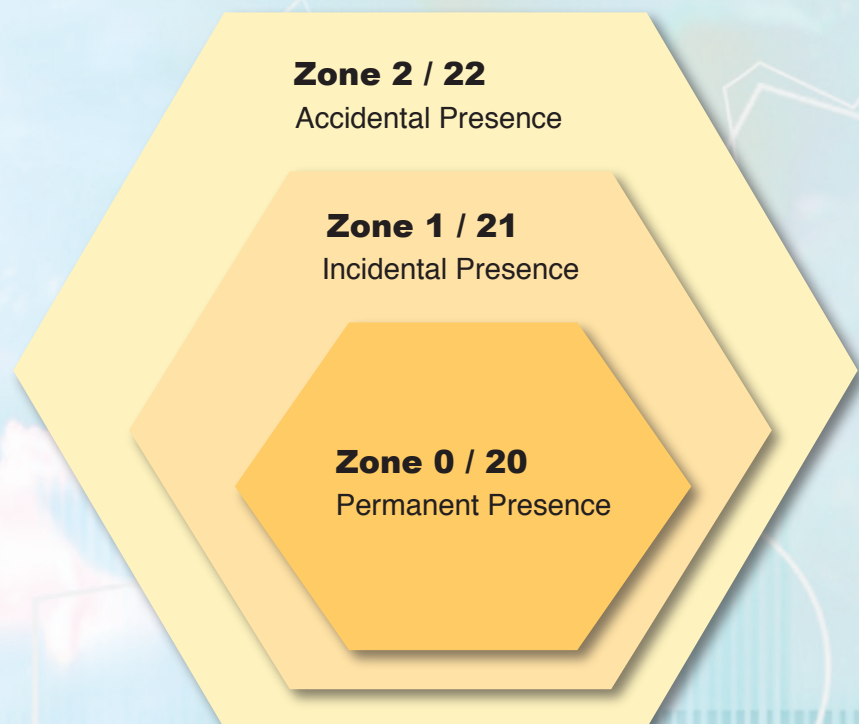 Zone 2 / 22
Accidental Presence
Zone 1 / 21
Incidental Presence
Zone 0 / 20
Permanent Presence